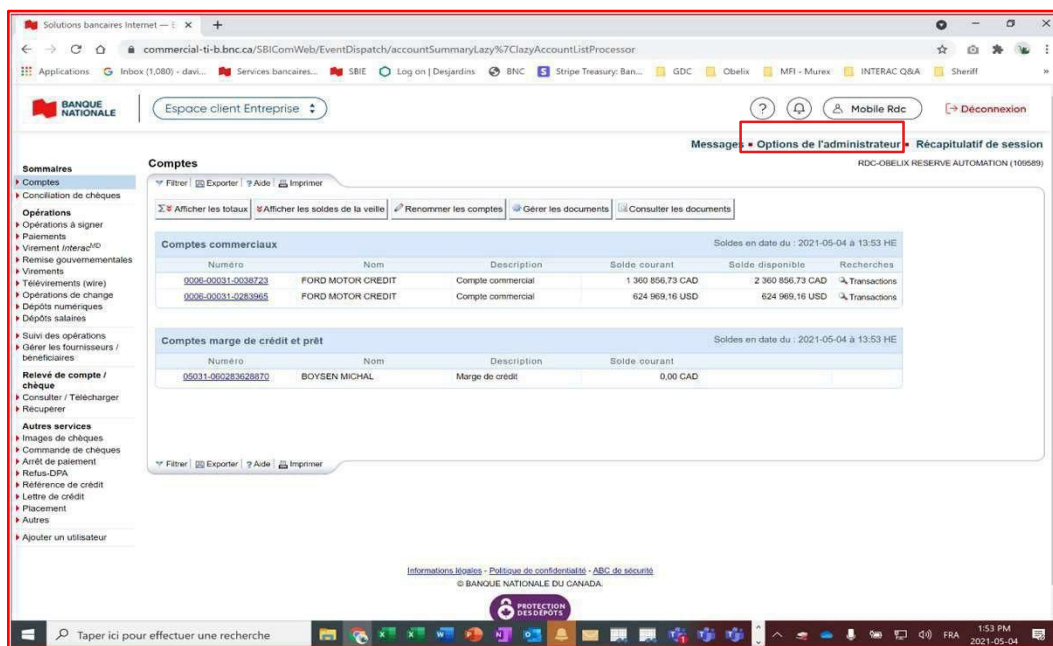 Solutions bancaires Internet — E
commercial-ti-b.bnc.ca/SBIComWeb/EventDispatch/accountSummaryLazy%7ClazyAccountListProcessor
Applications Inbox (1,080) - davi... Services bancaires... SBIE Log on | Desjardins BNC Stripe Treasury: Ban... GDC Obelix MFI - Murex INTERAC Q&A Sheriff »
BANQUE
NATIONALE
Espace client Entreprise
? Mobile Rdc Déconnexion
Messages ▪ Options de l'administrateur ▪ Récapitulatif de session
RDC-OBELIX RESERVE AUTOMATION (109589)
Sommaires
Comptes
Conciliation de chèques
Opérations
Opérations à signer
Paiements
Virement Interac MD
Remise gouvernementales
Virements
Télévirements (wire)
Opérations de change
Dépôts numériques
Dépôts salaires
Suivi des opérations
Gérer les fournisseurs /
bénéficiaires
Relevé de compte /
chèque
Consulter / Télécharger
Récupérer
Autres services
Images de chèques
Commande de chèques
Arrêt de paiement
Refus-DPA
Référence de crédit
Lettre de crédit
Placement
Autres
Ajouter un utilisateur
Comptes
Filtrer Exporter ? Aide Imprimer
Afficher les totaux Afficher les soldes de la veille Renommer les comptes Gérer les documents Consulter les documents
Comptes commerciaux Soldes en date du : 2021-05-04 à 13:53 HE
Numéro Nom Description Solde courant Solde disponible Recherches
0006-00031-0038723 FORD MOTOR CREDIT Compte commercial 1 360 856,73 CAD 2 360 856,73 CAD Transactions
0006-00031-0283965 FORD MOTOR CREDIT Compte commercial 624 969,16 USD 624 969,16 USD Transactions
Comptes marge de crédit et prêt Soldes en date du : 2021-05-04 à 13:53 HE
Numéro Nom Description Solde courant
05031-060283628870 BOYSEN MICHAL Marge de crédit 0,00 CAD
Filtrer Exporter ? Aide Imprimer
Informations légales - Politique de confidentialité - ABC de sécurité
© BANQUE NATIONALE DU CANADA.
PROTECTION
DES DÉPÔTS
Taper ici pour effectuer une recherche
FRA
1:53 PM
2021-05-04